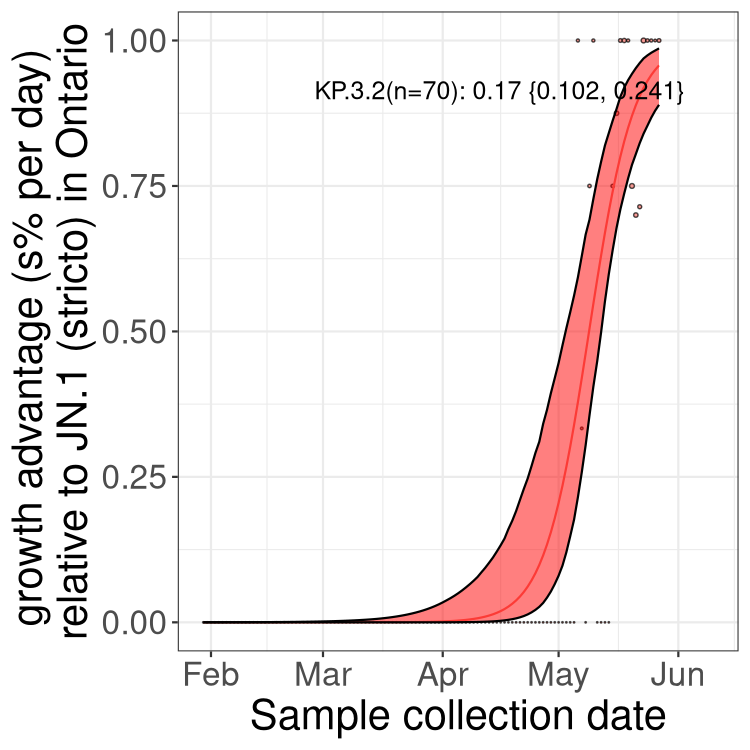 growth advantage (s% per day)
relative to JN.1 (stricto) in Ontario
1.00
0.75
0.50
0.25
0.00
KP.3.2(n=70): 0.17 {0.102, 0.241}
Feb Mar Apr May Jun
Sample collection date